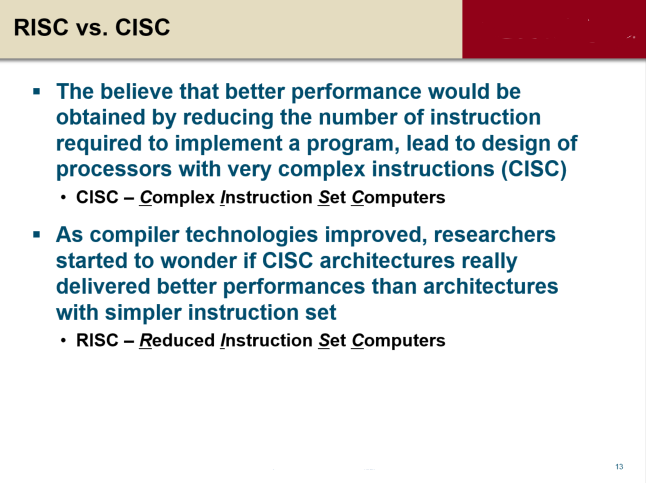 RISC vs. CISC
▪ The believe that better performance would be
obtained by reducing the number of instruction
required to implement a program, lead to design of
processors with very complex instructions (CISC)
• CISC – Complex Instruction Set Computers
▪ As compiler technologies improved, researchers
started to wonder if CISC architectures really
delivered better performances than architectures
with simpler instruction set
• RISC – Reduced Instruction Set Computers
13